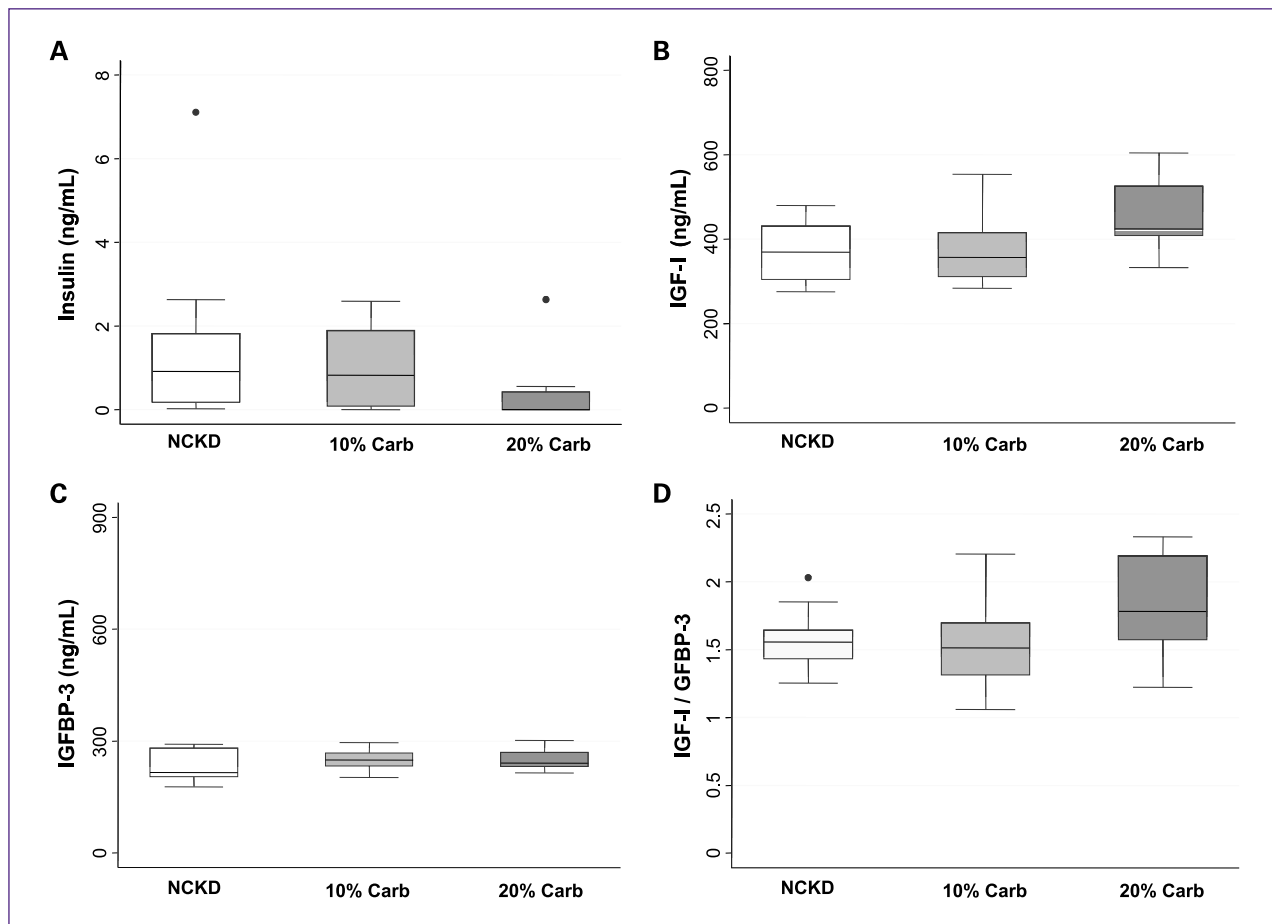 A
Insulin (ng/mL)
8
6
4
2
0
NCKD
10% Carb
20% Carb
B
IGF-I (ng/mL)
800
600
400
200
0
NCKD
10% Carb
20% Carb
C
IGFBP-3 (ng/mL)
900
600
300
0
NCKD
10% Carb
20% Carb
D
IGF-I / GFBP-3
2.5
2
1.5
1
0.5
0
NCKD
10% Carb
20% Carb